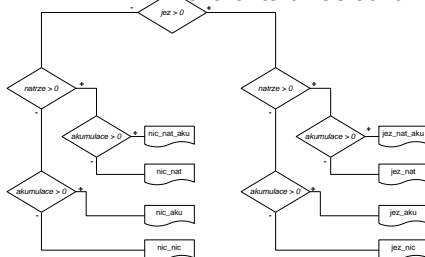 - jez > 0 +
natrze > 0 +
-
akumulace > 0 + nic_nat_aku
-
nic_nat
akumulace > 0 +
-
nic_aku
nic_nic
natrze > 0 +
-
akumulace > 0 + jez_nat_aku
-
jez_nat
akumulace > 0 +
-
jez_aku
jez_nic